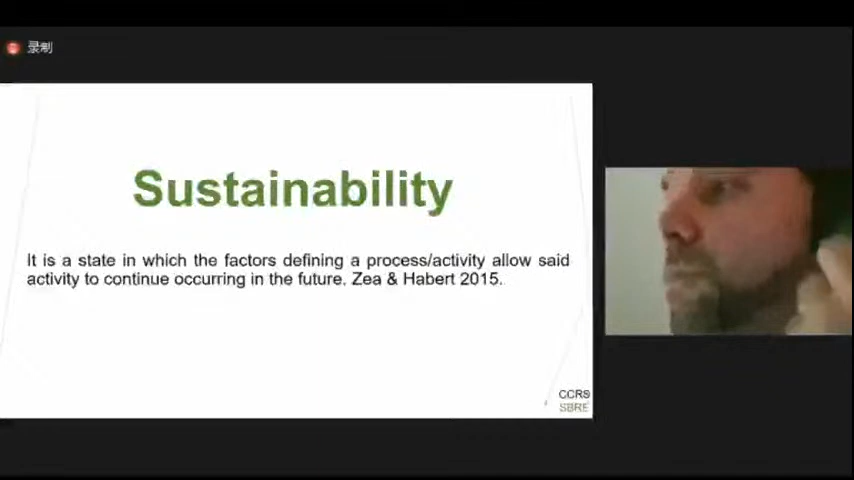 录制
Sustainability
It is a state in which the factors defining a process/activity allow said
activity to continue occurring in the future. Zea & Habert 2015.
CCRS
SBRE